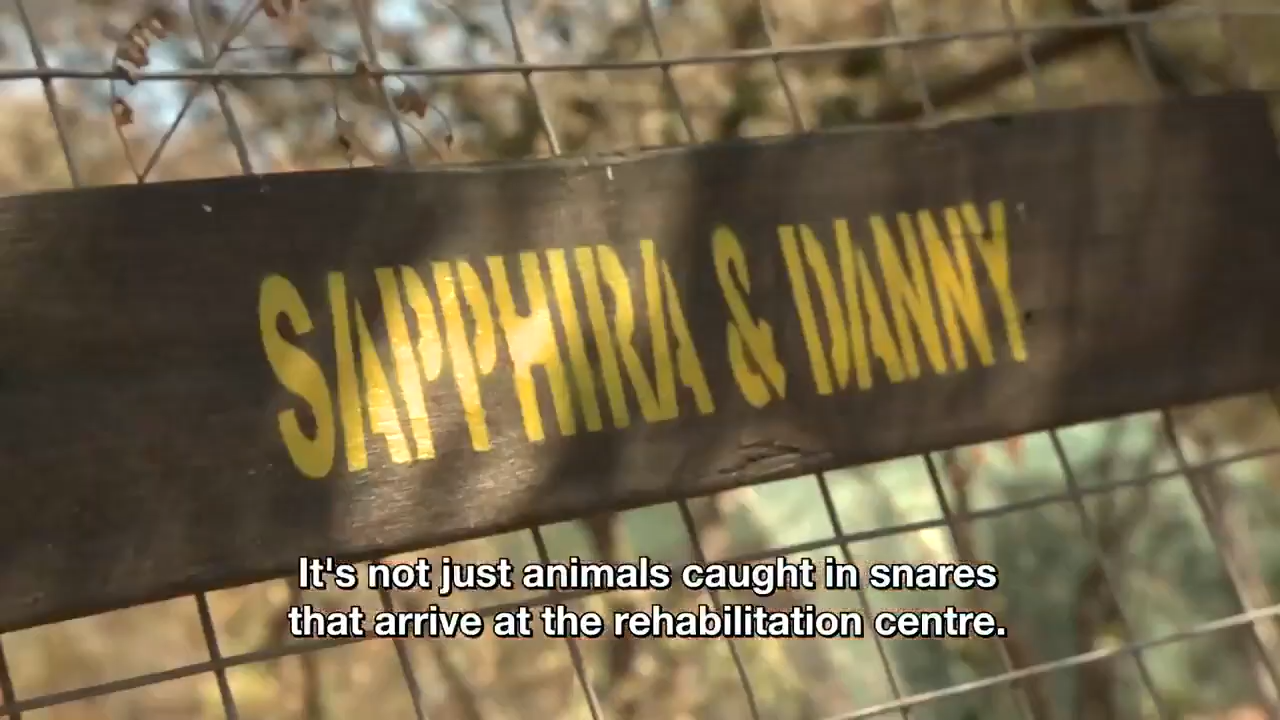 SAPPHIRA & DANNY
It's not just animals caught in snares
that arrive at the rehabilitation centre.